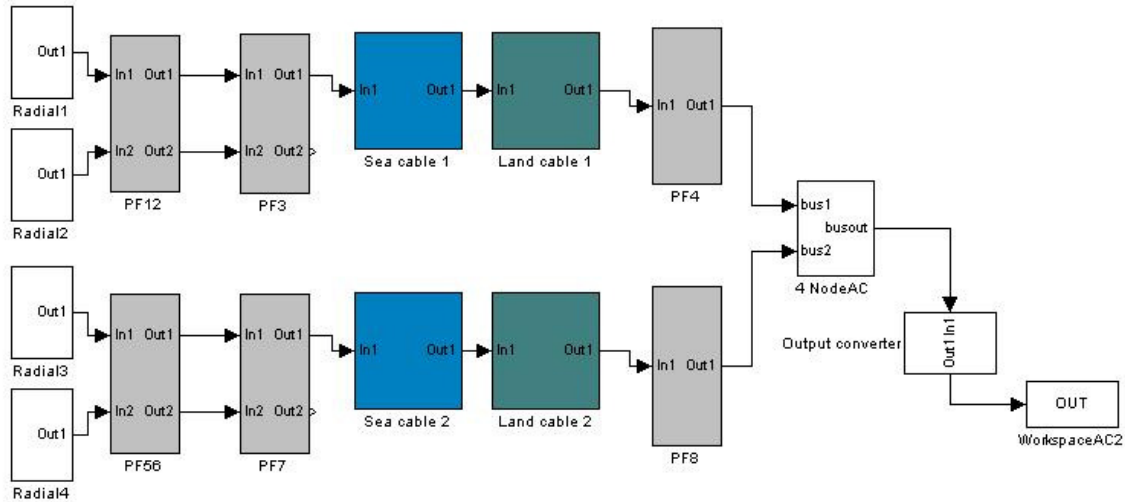 Out1
Radial1
Out1
Radial2
In1 Out1
In2 Out2
PF12
In1 Out1
In2 Out2
PF3
In1 Out1
Sea cable 1
In1 Out1
Land cable 1
In1 Out1
PF4
bus1
busout
bus2
4 NodeAC
Out1
Radial3
Out1
Radial4
In1 Out1
In2 Out2
PF56
In1 Out1
In2 Out2
PF7
In1 Out1
Sea cable 2
In1 Out1
Land cable 2
In1 Out1
PF8
Output converter
Out1 In1
OUT
WorkspaceAC2